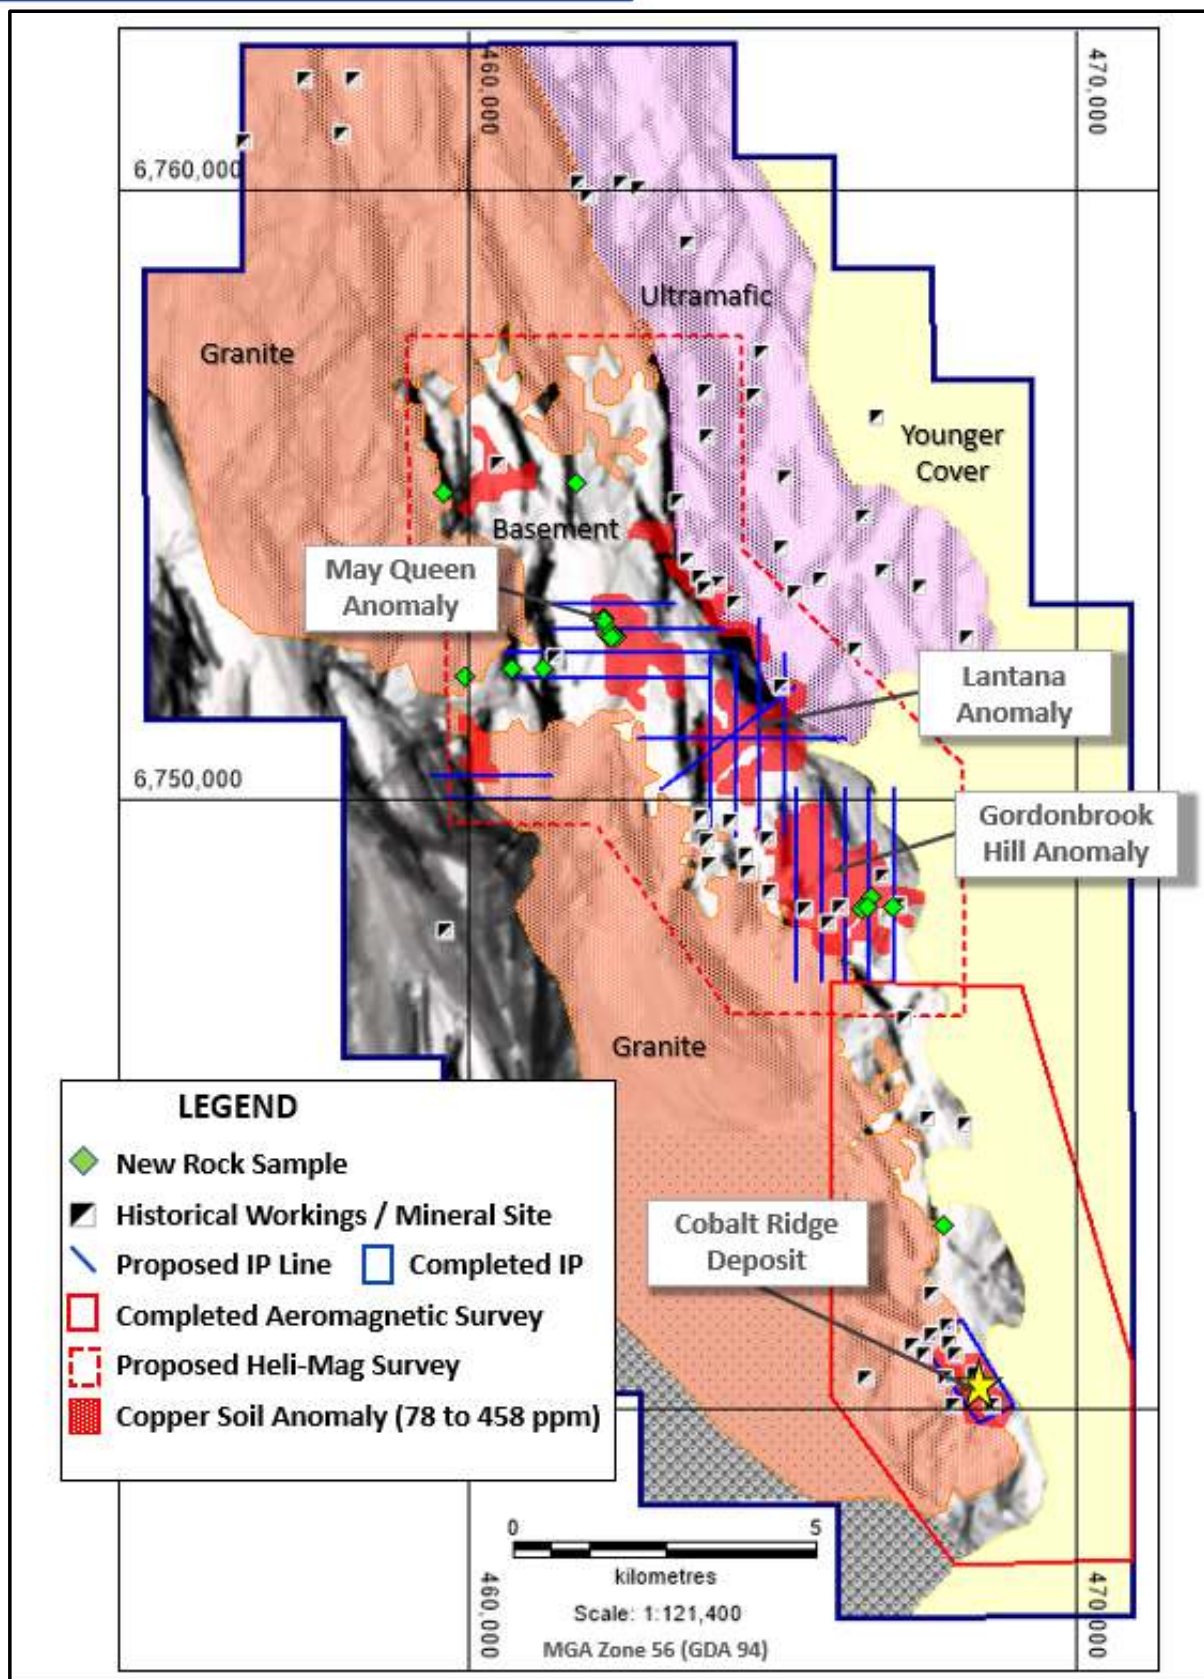 460,000
470,000
6,760,000
Ultramafic
Granite
Younger
Cover
Basement
May Queen
Anomaly
Lantana
Anomaly
6,750,000
Gordonbrook
Hill Anomaly
Granite
LEGEND
New Rock Sample
Historical Workings / Mineral Site
Proposed IP Line
Completed IP
Completed Aeromagnetic Survey
Proposed Heli-Mag Survey
Copper Soil Anomaly (78 to 458 ppm)
Cobalt Ridge
Deposit
0
5
kilometres
Scale: 1:121,400
MGA Zone 56 (GDA 94)
460,000
470,000